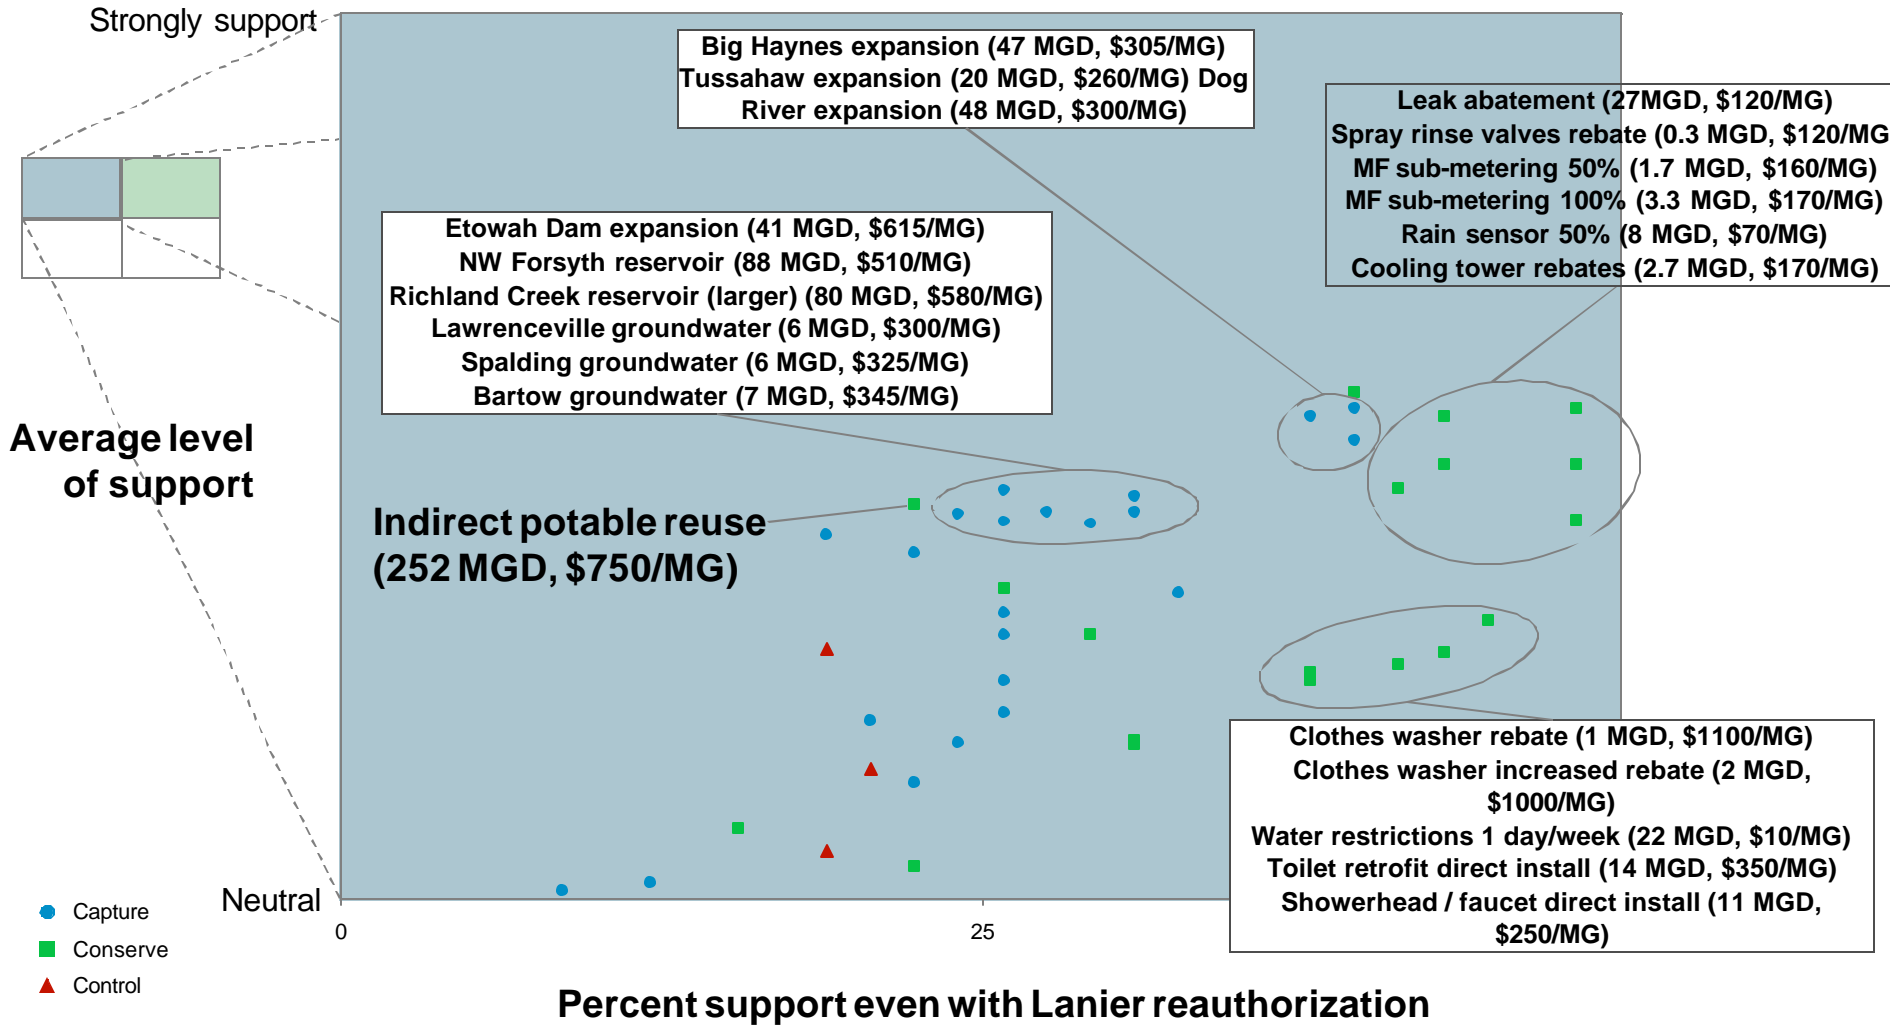 Strongly support
Big Haynes expansion (47 MGD, $305/MG)
Tussahaw expansion (20 MGD, $260/MG) Dog
River expansion (48 MGD, $300/MG)
Leak abatement (27MGD, $120/MG)
Spray rinse valves rebate (0.3 MGD, $120/MG
MF sub-metering 50% (1.7 MGD, $160/MG)
MF sub-metering 100% (3.3 MGD, $170/MG)
Rain sensor 50% (8 MGD, $70/MG)
Cooling tower rebates (2.7 MGD, $170/MG)
Etowah Dam expansion (41 MGD, $615/MG)
NW Forsyth reservoir (88 MGD, $510/MG)
Richland Creek reservoir (larger) (80 MGD, $580/MG)
Lawrenceville groundwater (6 MGD, $300/MG)
Spalding groundwater (6 MGD, $325/MG)
Bartow groundwater (7 MGD, $345/MG)
Average level
of support
Indirect potable reuse
(252 MGD, $750/MG)
Clothes washer rebate (1 MGD, $1100/MG)
Clothes washer increased rebate (2 MGD,
$1000/MG)
Water restrictions 1 day/week (22 MGD, $10/MG)
Toilet retrofit direct install (14 MGD, $350/MG)
Showerhead / faucet direct install (11 MGD,
$250/MG)
Neutral
0
25
Capture
Conserve
Control
Percent support even with Lanier reauthorization